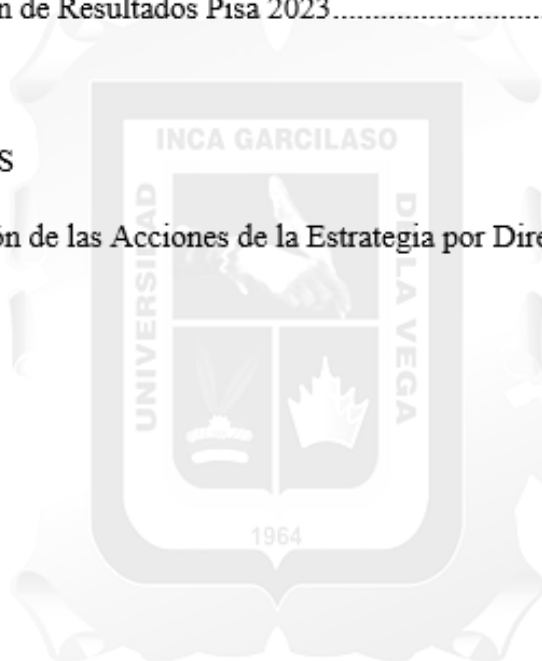 n de Resultados Pisa 2023
INCA GARCILASO
S
UNIVERSIDAD
DE LA VEGA
ón de las Acciones de la Estrategia por Dire
1964